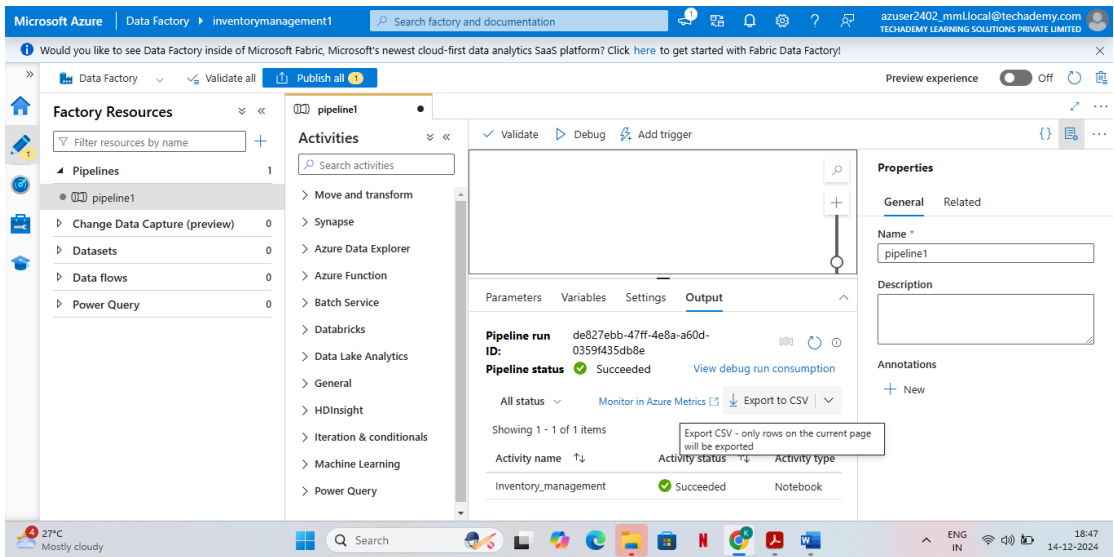 Microsoft Azure
Data Factory
inventorymanagement1
Search factory and documentation
1
azuser2402_mml.local@techademy.com
TECHADEMY LEARNING SOLUTIONS PRIVATE LIMITED
Would you like to see Data Factory inside of Microsoft Fabric, Microsoft's newest cloud-first data analytics SaaS platform? Click here to get started with Fabric Data Factory!
Data Factory
Validate all
Publish all 1
Preview experience
Off
1
Factory Resources
Filter resources by name
Pipelines 1
pipeline1
Change Data Capture (preview) 0
Datasets 0
Data flows 0
Power Query 0
pipeline1
Activities
Search activities
Move and transform
Synapse
Azure Data Explorer
Azure Function
Batch Service
Databricks
Data Lake Analytics
General
HDInsight
Iteration & conditionals
Machine Learning
Power Query
Validate
Debug
Add trigger
Parameters
Variables
Settings
Output
Pipeline run ID:
de827ebb-47ff-4e8a-a60d-
0359f435db8e
Pipeline status
Succeeded
View debug run consumption
All status
Monitor in Azure Metrics
Export to CSV
Showing 1 - 1 of 1 items
Export CSV - only rows on the current page
will be exported
Activity name
Activity status
Activity type
Inventory_management
Succeeded
Notebook
Properties
General
Related
Name *
pipeline1
Description
Annotations
New
4
27°C
Mostly cloudy
Search
ENG
IN
18:47
14-12-2024